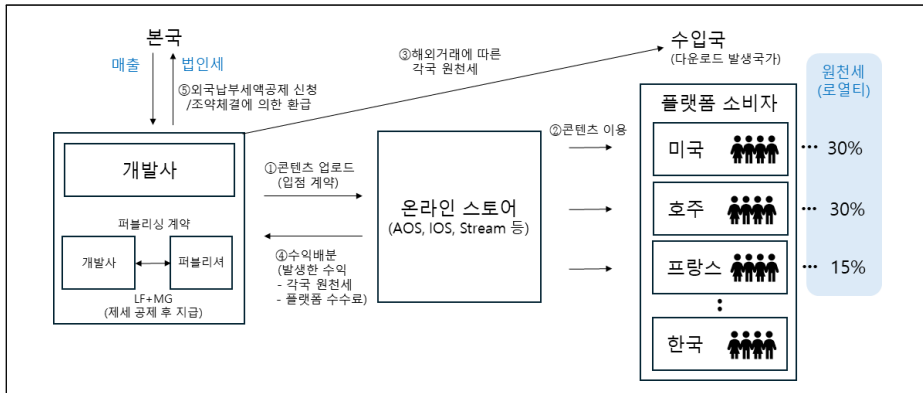 본국
매출
법인세
⑤외국납부세액공제 신청
/조약체결에 의한 환급
③해외거래에 따른
각국 원천세
수입국
(다운로드 발생국가)
원천세
(로열티)
개발사
퍼블리싱 계약
개발사
퍼블리셔
LF+MG
(제세 공제 후 지급)
①콘텐츠 업로드
(입점 계약)
④수익배분
(발생한 수익
- 각국 원천세
- 플랫폼 수수료)
온라인 스토어
(AOS, IOS, Stream 등)
②콘텐츠 이용
플랫폼 소비자
미국
··· 30%
호주
··· 30%
프랑스
··· 15%
⋮
한국